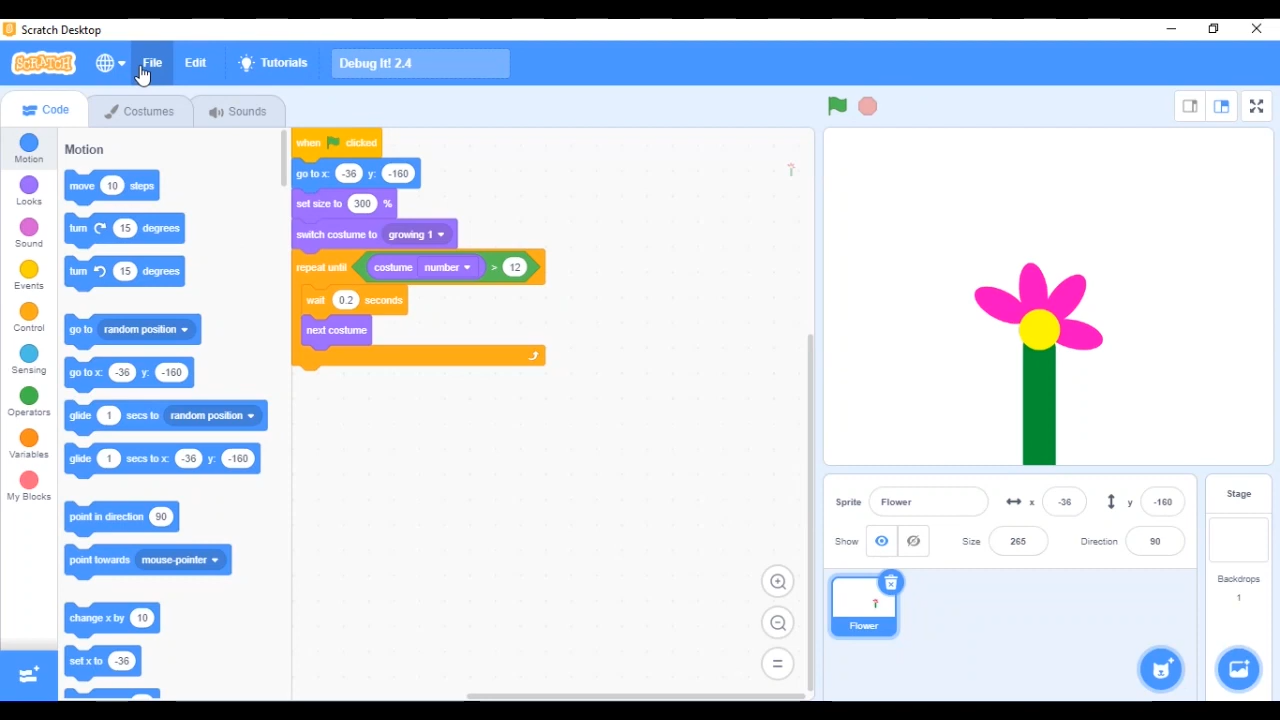 Scratch Desktop
SCRATCH File Edit Tutorials Debug It! 2.4
Code Costumes Sounds
Motion
Looks
Sound
Events
Control
Sensing
Operators
Variables
My Blocks
Motion
move 10 steps
turn 15 degrees
turn 15 degrees
go to random position
go to x: -36 y: -160
glide 1 secs to random position
glide 1 secs to x: -36 y: -160
point in direction 90
point towards mouse-pointer
change x by 10
set x to -36
when clicked
go to x: -36 y: -160
set size to 300 %
switch costume to growing 1
repeat until costume number > 12
wait 0.2 seconds
next costume
Sprite Flower x -36 y -160
Show Size 265 Direction 90
Flower
Stage
Backdrops
1